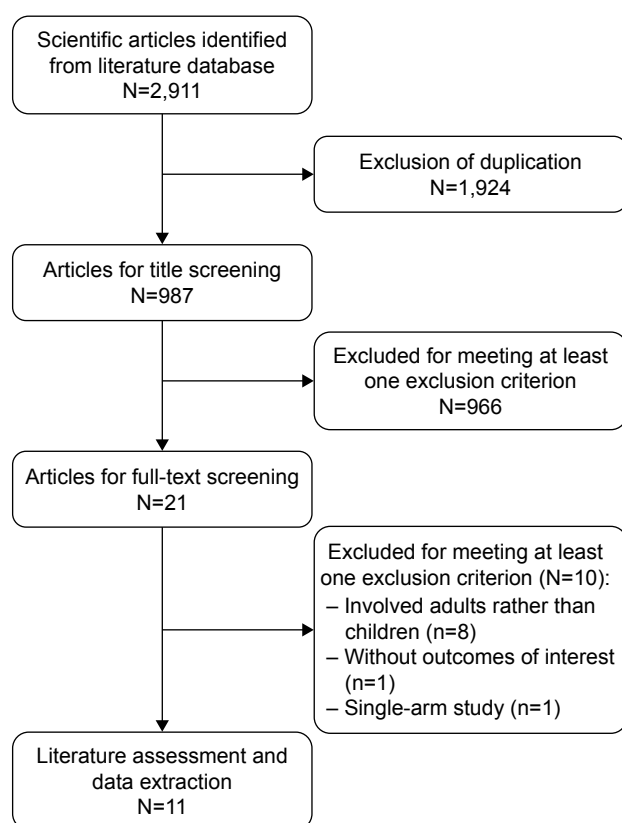 Scientific articles identified
from literature database
N=2,911
Exclusion of duplication
N=1,924
Articles for title screening
N=987
Excluded for meeting at least
one exclusion criterion
N=966
Articles for full-text screening
N=21
Excluded for meeting at least
one exclusion criterion (N=10):
– Involved adults rather than
children (n=8)
– Without outcomes of interest
(n=1)
– Single-arm study (n=1)
Literature assessment and
data extraction
N=11